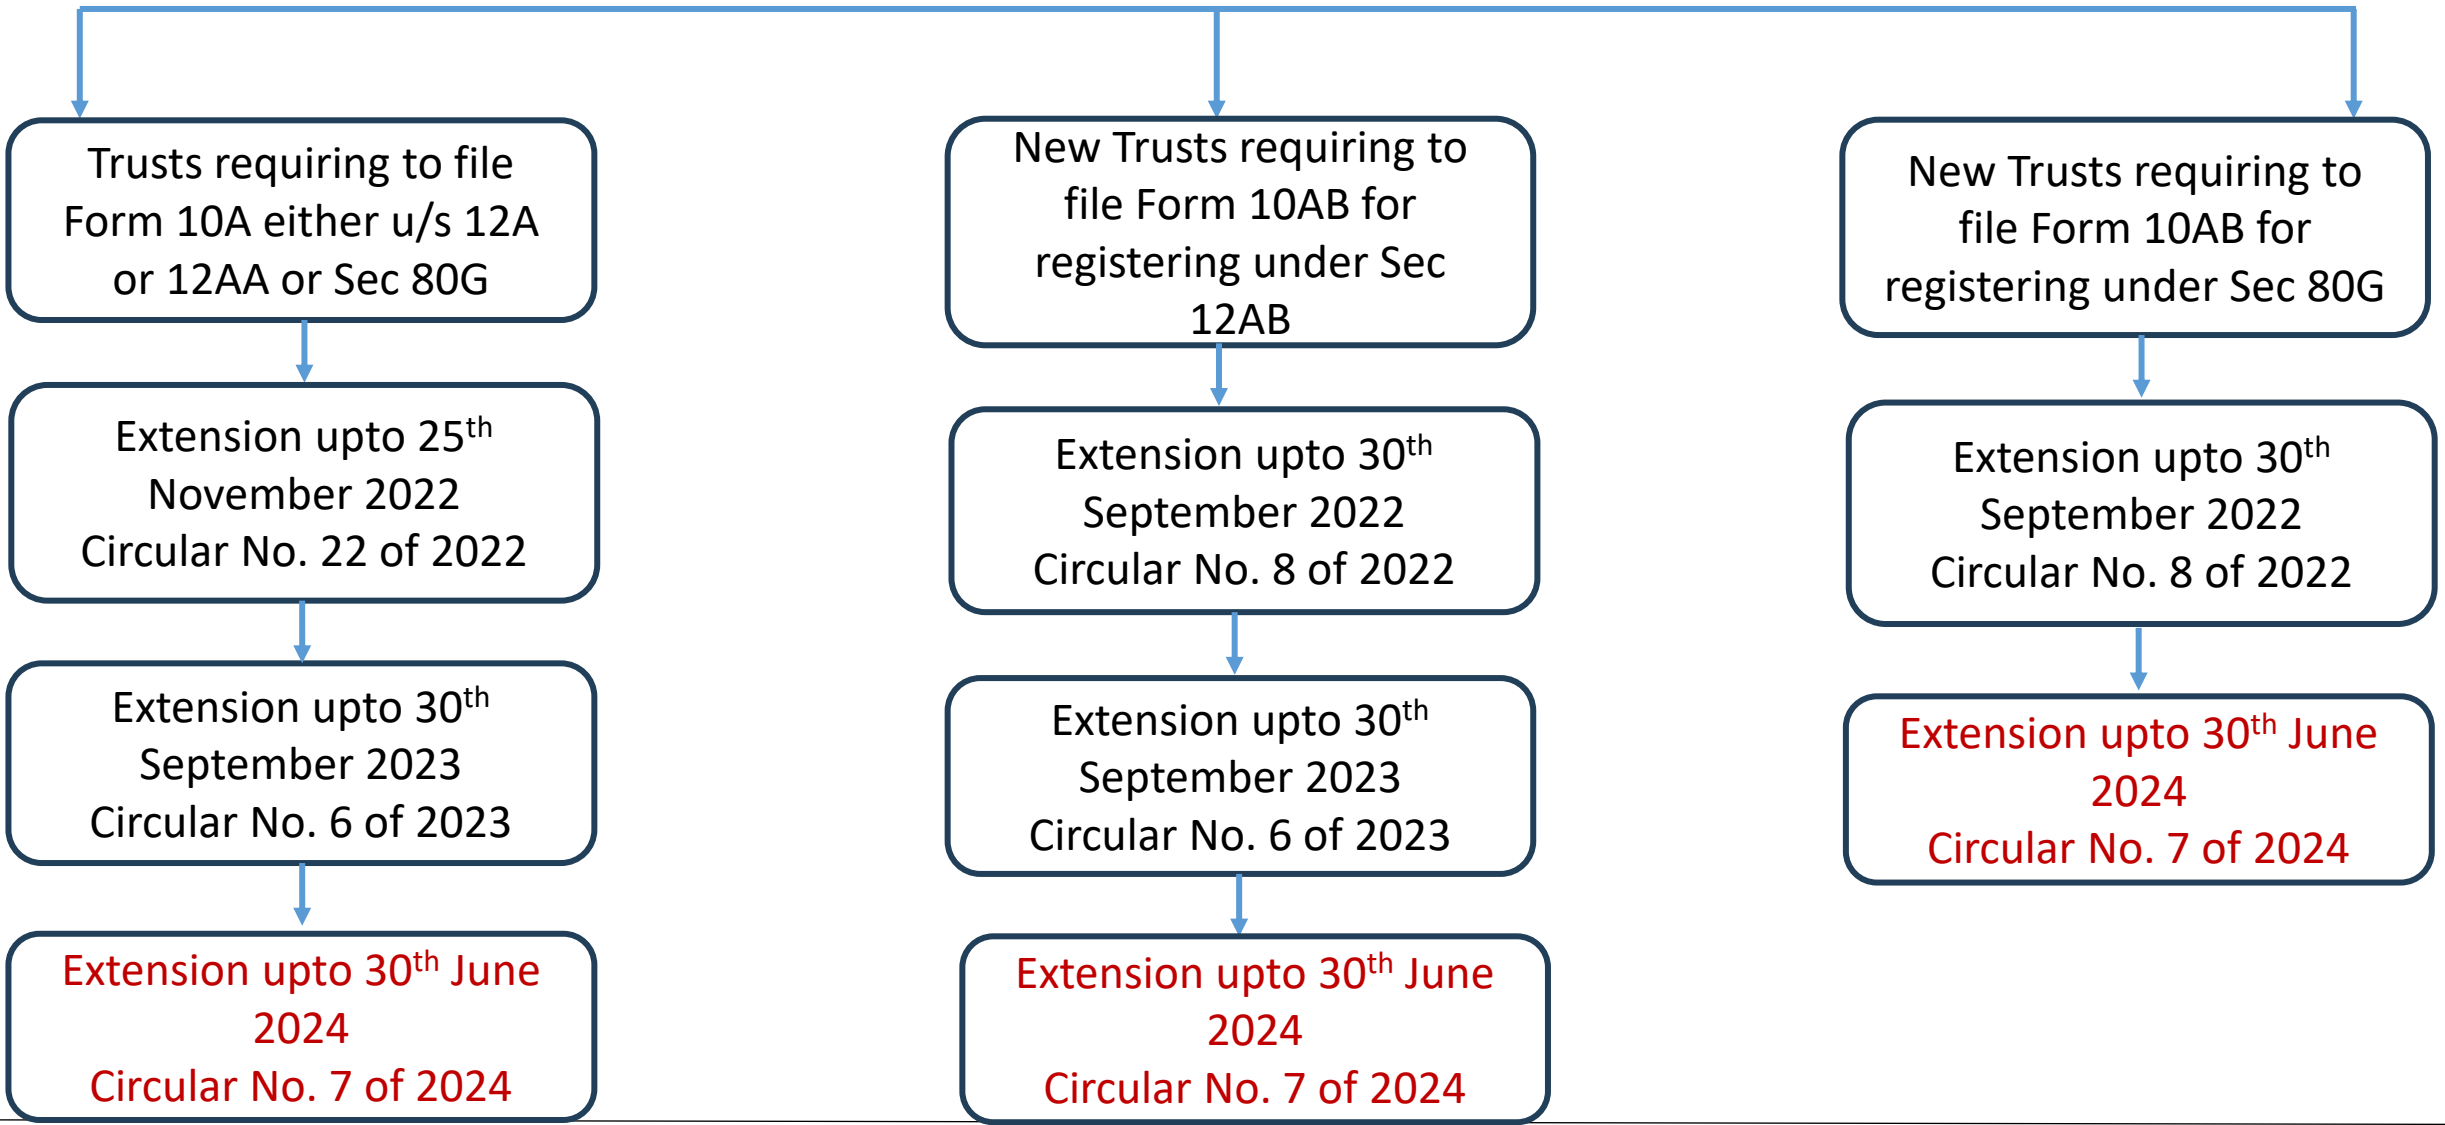 Trusts requiring to file
Form 10A either u/s 12A
or 12AA or Sec 80G
Extension upto 25th
November 2022
Circular No. 22 of 2022
Extension upto 30th
September 2023
Circular No. 6 of 2023
Extension upto 30th June
2024
Circular No. 7 of 2024
New Trusts requiring to
file Form 10AB for
registering under Sec
12AB
Extension upto 30th
September 2022
Circular No. 8 of 2022
Extension upto 30th
September 2023
Circular No. 6 of 2023
Extension upto 30th June
2024
Circular No. 7 of 2024
New Trusts requiring to
file Form 10AB for
registering under Sec 80G
Extension upto 30th
September 2022
Circular No. 8 of 2022
Extension upto 30th June
2024
Circular No. 7 of 2024